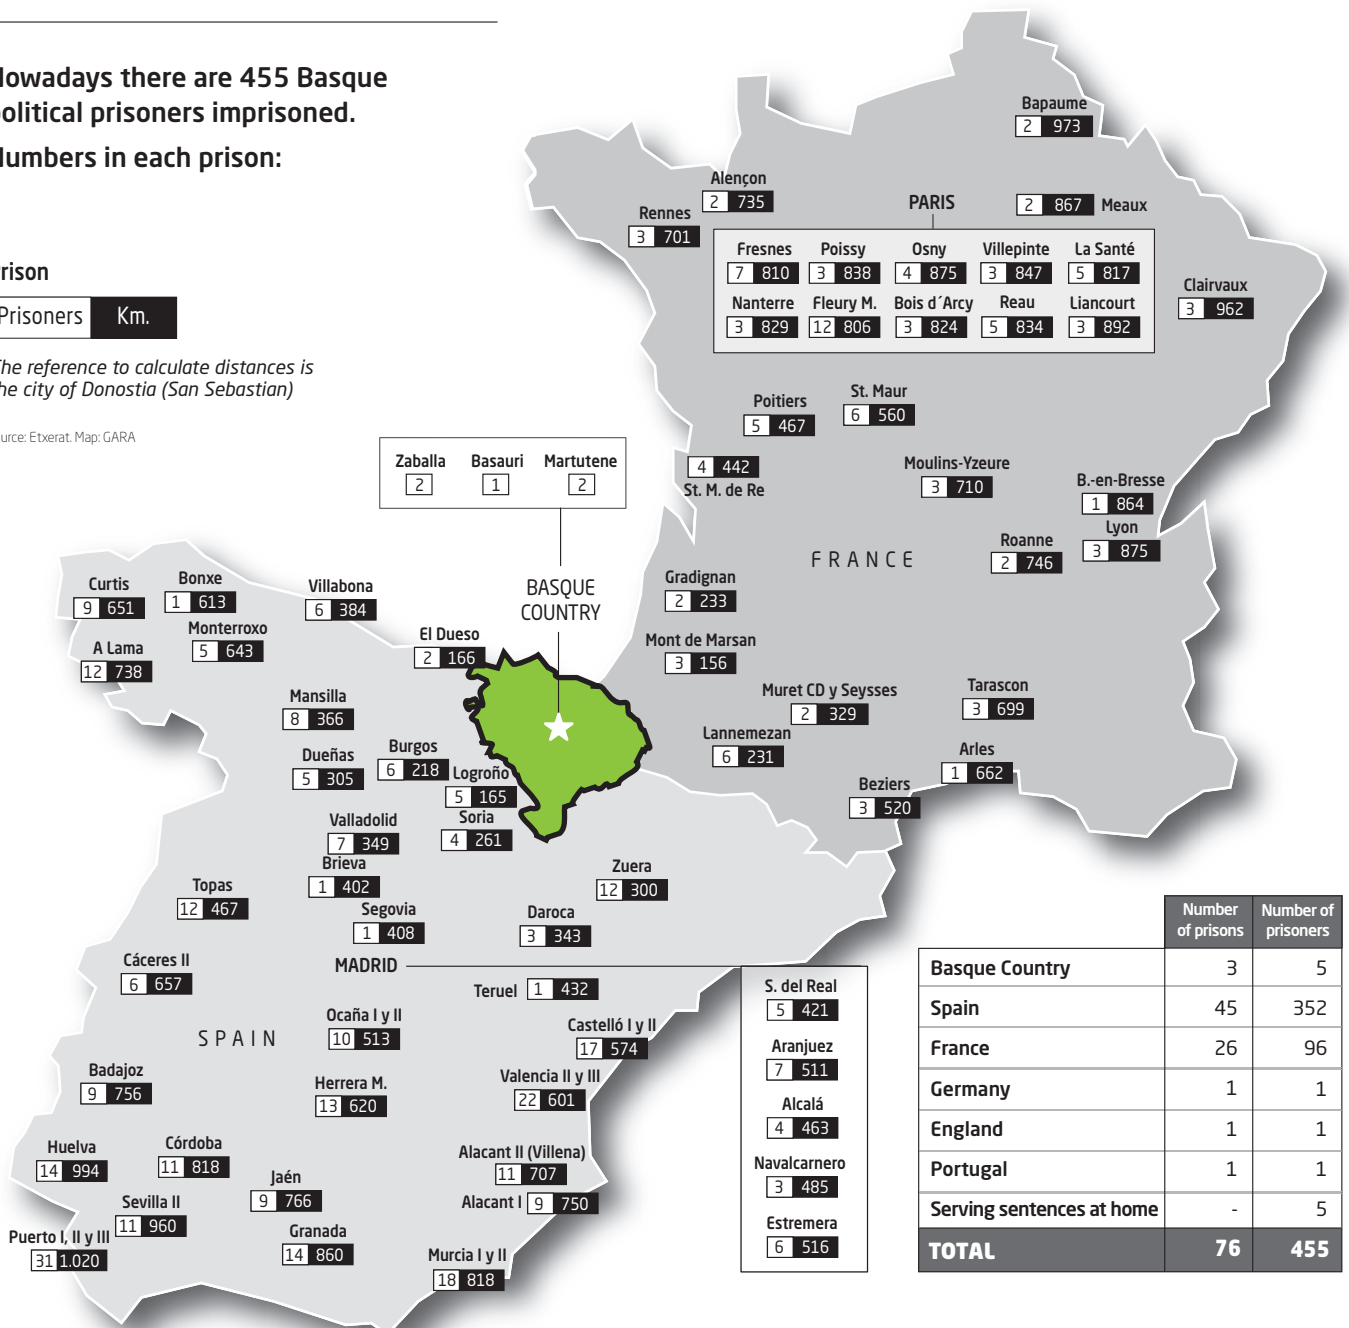 lowadays there are 455 Basque
political prisoners imprisoned.
lumbers in each prison:
rison
Prisoners Km.
The reference to calculate distances is
he city of Donostia (San Sebastian)
urce: Etxerat. Map: GARA
Bapaume
2 973
Alençon
2 735
Rennes
3 701
2 867 Meaux
PARIS
Fresnes Poissy Osny Villepinte La Santé
7 810 3 838 4 875 3 847 5 817
Nanterre Fleury M. Bois d´Arcy Reau Liancourt
3 829 12 806 3 824 5 834 3 892
Clairvaux
3 962
Poitiers
5 467
St. Maur
6 560
4 442
St. M. de Re
Moulins-Yzeure
3 710
B.-en-Bresse
1 864
Lyon
3 875
Roanne
2 746
FRANCE
Gradignan
2 233
Mont de Marsan
3 156
Muret CD y Seysses
2 329
Tarascon
3 699
Lannemezan
6 231
Arles
1 662
Beziers
3 520
Zaballa Basauri Martutene
2 1 2
BASQUE
COUNTRY
Curtis
9 651
Bonxe
1 613
Villabona
6 384
Monterroxo
5 643
El Dueso
2 166
A Lama
12 738
Mansilla
8 366
Dueñas
5 305
Burgos
6 218
Logroño
5 165
Soria
4 261
Valladolid
7 349
Brieva
1 402
Zuera
12 300
Topas
12 467
Segovia
1 408
Daroca
3 343
Cáceres II
6 657
MADRID
S. del Real
5 421
Aranjuez
7 511
Alcalá
4 463
Navalcarnero
3 485
Estremera
6 516
Teruel 1 432
SPAIN
Ocaña I y II
10 513
Castelló I y II
17 574
Badajoz
9 756
Herrera M.
13 620
Valencia II y III
22 601
Huelva
14 994
Córdoba
11 818
Alacant II (Villena)
11 707
Jaén
9 766
Alacant I 9 750
Sevilla II
11 960
Granada
14 860
Puerto I, II y III
31 1.020
Murcia I y II
18 818
Number Number of
of prisons prisoners
Basque Country 3 5
Spain 45 352
France 26 96
Germany 1 1
England 1 1
Portugal 1 1
Serving sentences at home - 5
TOTAL 76 455